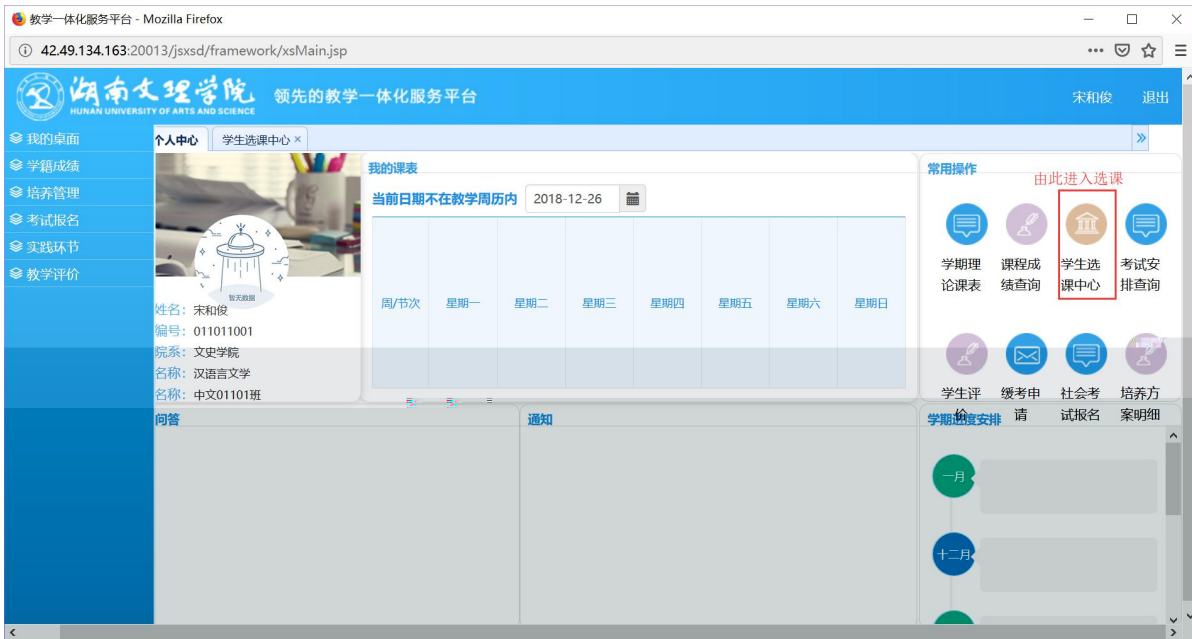 教学一体化服务平台 - Mozilla Firefox
42.49.134.163:20013/jsxsd/framework/xsMain.jsp
湖南文理学院
HUNAN UNIVERSITY OF ARTS AND SCIENCE
领先的教学一体化服务平台
宋和俊 退出
我的桌面
学籍成绩
培养管理
考试报名
实践环节
教学评价
个人中心 学生选课中心 ×
暂无数据
姓名：宋和俊
编号：011011001
院系：文史学院
名称：汉语言文学
名称：中文01101班
我的课表
当前日期不在教学周历内 2018-12-26
周/节次 星期一 星期二 星期三 星期四 星期五 星期六 星期日
常用操作
由此进入选课
学期理论课表
课程成绩查询
学生选课中心
考试安排查询
学生评价
缓考申请
社会考试报名
培养方案明细
问答
通知
学期进度安排
一月
十二月